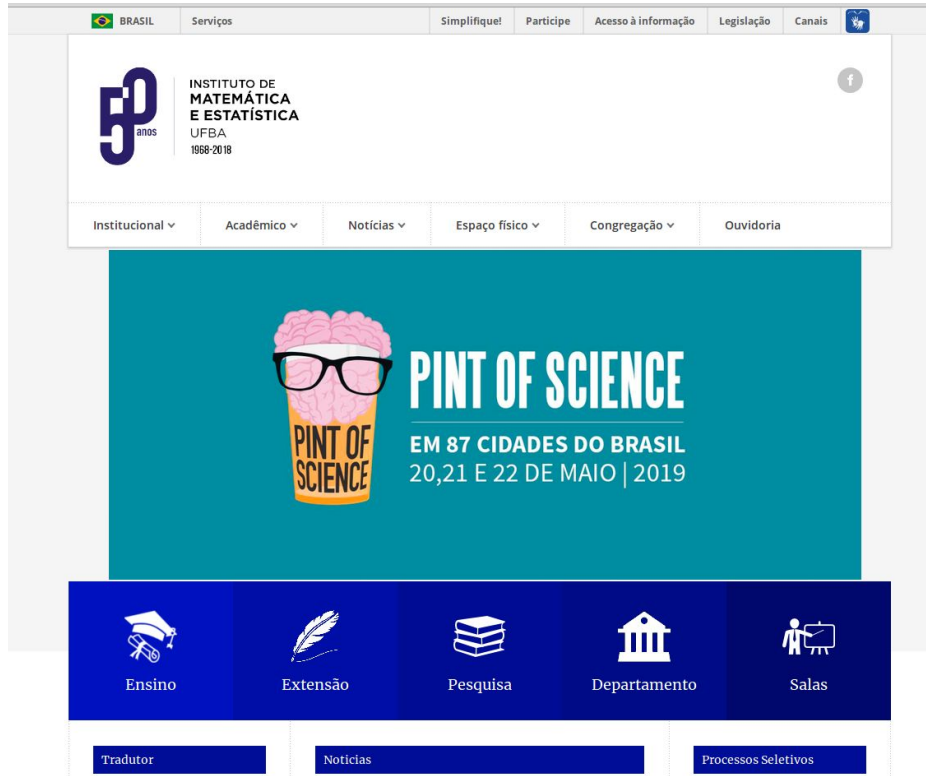 BRASIL Serviços Simplifique! Participe Acesso à informação Legislação Canais
50 anos
INSTITUTO DE
MATEMÁTICA
E ESTATÍSTICA
UFBA
1968-2018
f
Institucional Acadêmico Notícias Espaço físico Congregação Ouvidoria
PINT OF
SCIENCE
PINT OF SCIENCE
EM 87 CIDADES DO BRASIL
20,21 E 22 DE MAIO | 2019
Ensino Extensão Pesquisa Departamento Salas
Tradutor Noticias Processos Seletivos